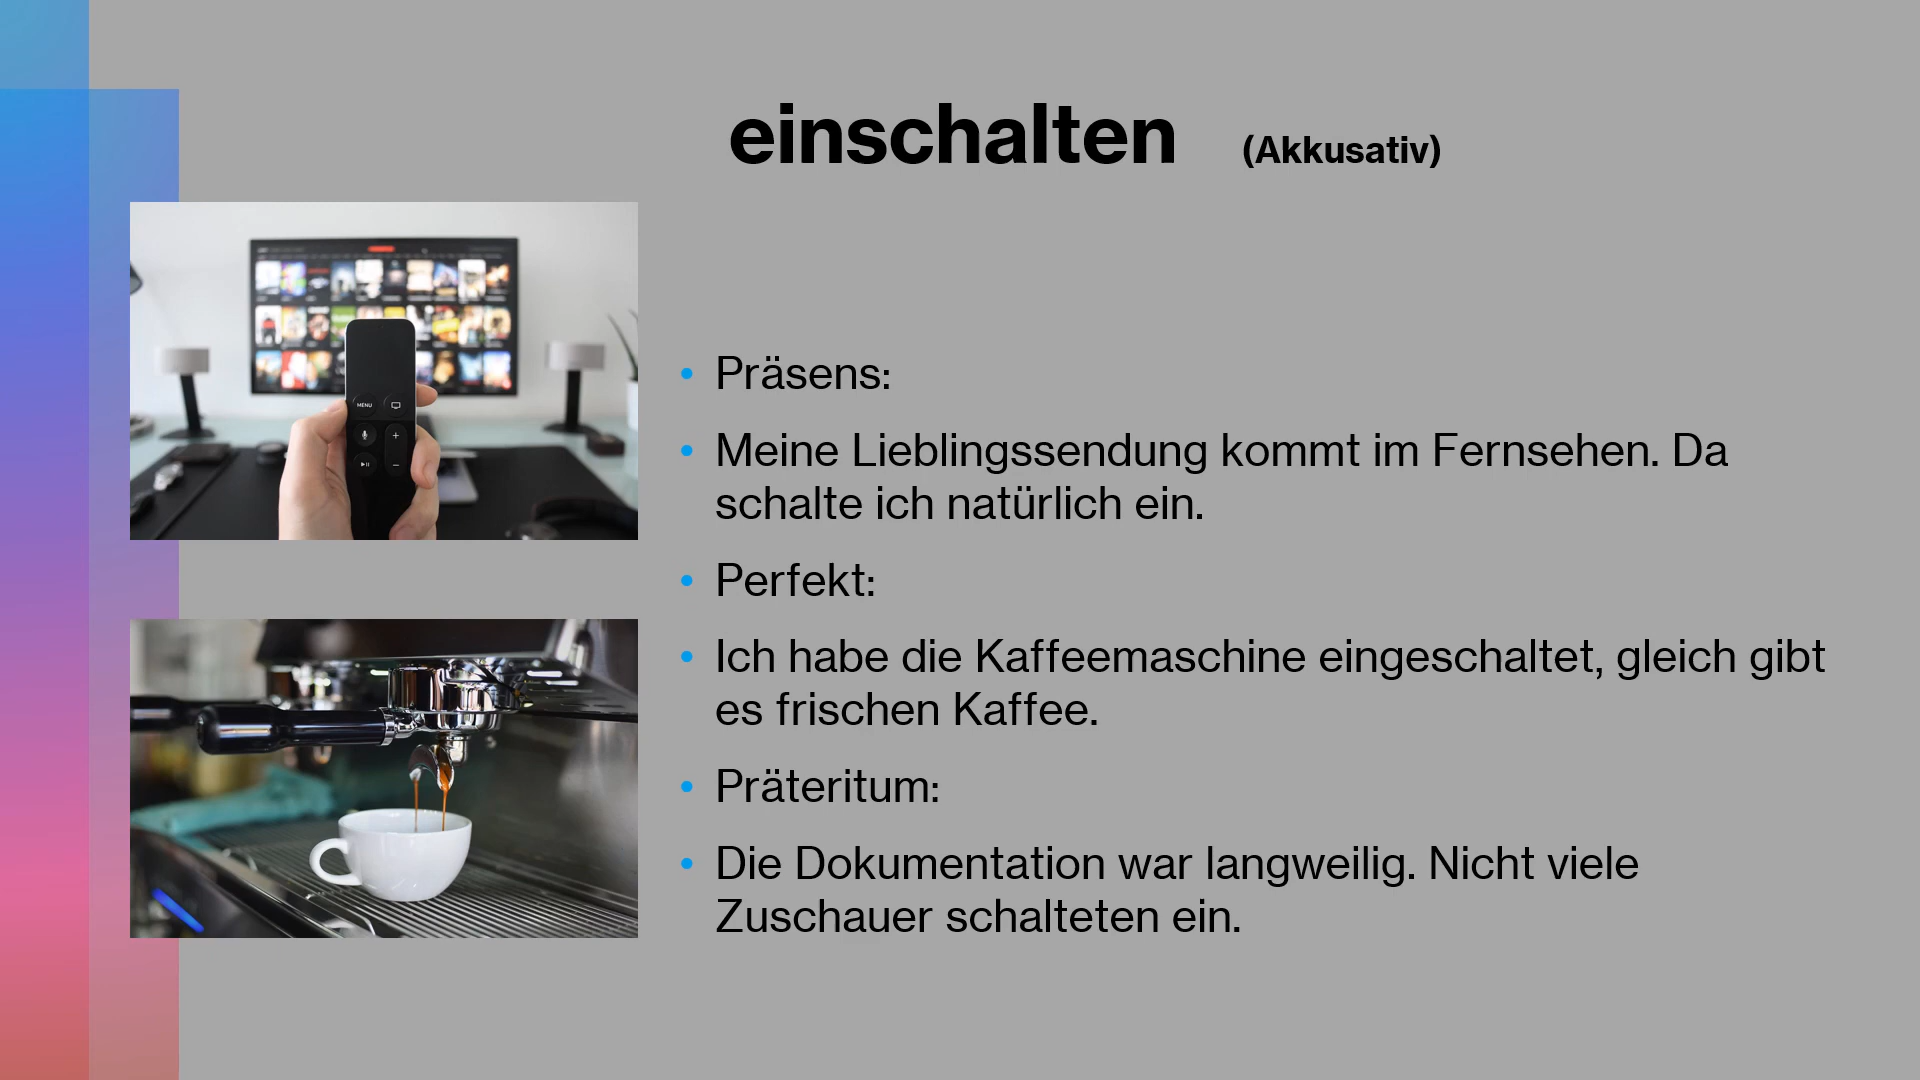 einschalten (Akkusativ)
MENU
• Präsens:
• Meine Lieblingssendung kommt im Fernsehen. Da
schalte ich natürlich ein.
• Perfekt:
• Ich habe die Kaffeemaschine eingeschaltet, gleich gibt
es frischen Kaffee.
• Präteritum:
• Die Dokumentation war langweilig. Nicht viele
Zuschauer schalteten ein.